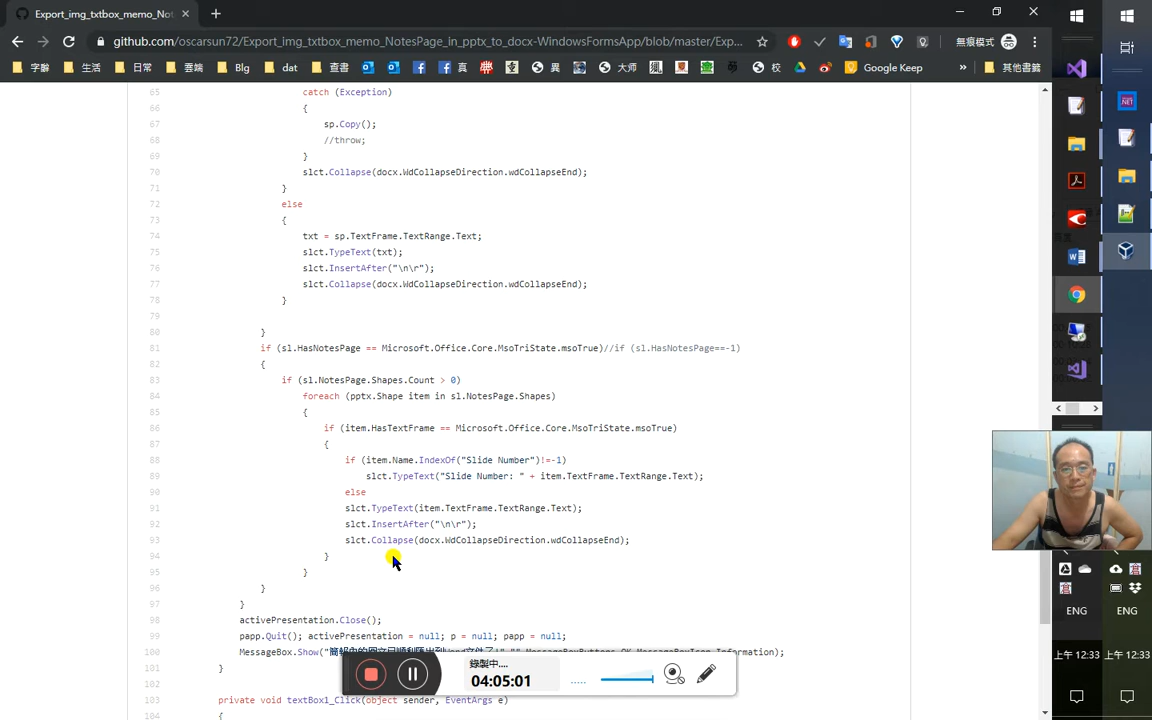 Export_img_txtbox_memo_Not
github.com/oscarsun72/Export_img_txtbox_memo_NotesPage_in_pptx_to_docx-WindowsFormsApp/blob/master/Exp...
無痕模式
字辭
生活
日常
雲端
Blg
dat
查書
真
異
大师
校
Google Keep
»
其他書籤
65 catch (Exception)
66 {
67 sp.Copy();
68 //throw;
69 }
70 slct.Collapse(docx.WdCollapseDirection.wdCollapseEnd);
71 }
72 else
73 {
74 txt = sp.TextFrame.TextRange.Text;
75 slct.TypeText(txt);
76 slct.InsertAfter("\n\r");
77 slct.Collapse(docx.WdCollapseDirection.wdCollapseEnd);
78 }
79
80 }
81 if (sl.HasNotesPage == Microsoft.Office.Core.MsoTriState.msoTrue)//if (sl.HasNotesPage==-1)
82 {
83 if (sl.NotesPage.Shapes.Count > 0)
84 foreach (pptx.Shape item in sl.NotesPage.Shapes)
85 {
86 if (item.HasTextFrame == Microsoft.Office.Core.MsoTriState.msoTrue)
87 {
88 if (item.Name.IndexOf("Slide Number")!=-1)
89 slct.TypeText("Slide Number: " + item.TextFrame.TextRange.Text);
90 else
91 slct.TypeText(item.TextFrame.TextRange.Text);
92 slct.InsertAfter("\n\r");
93 slct.Collapse(docx.WdCollapseDirection.wdCollapseEnd);
94 }
95 }
96 }
97 }
98 activePresentation.Close();
99 papp.Quit(); activePresentation = null; p = null; papp = null;
100 MessageBox.Show("
101 }
102
103 private void textBox1_Click(object sender, EventArgs e)
104 {
錄製中....
04:05:01
ENG
ENG
上午 12:33
上午 12:33